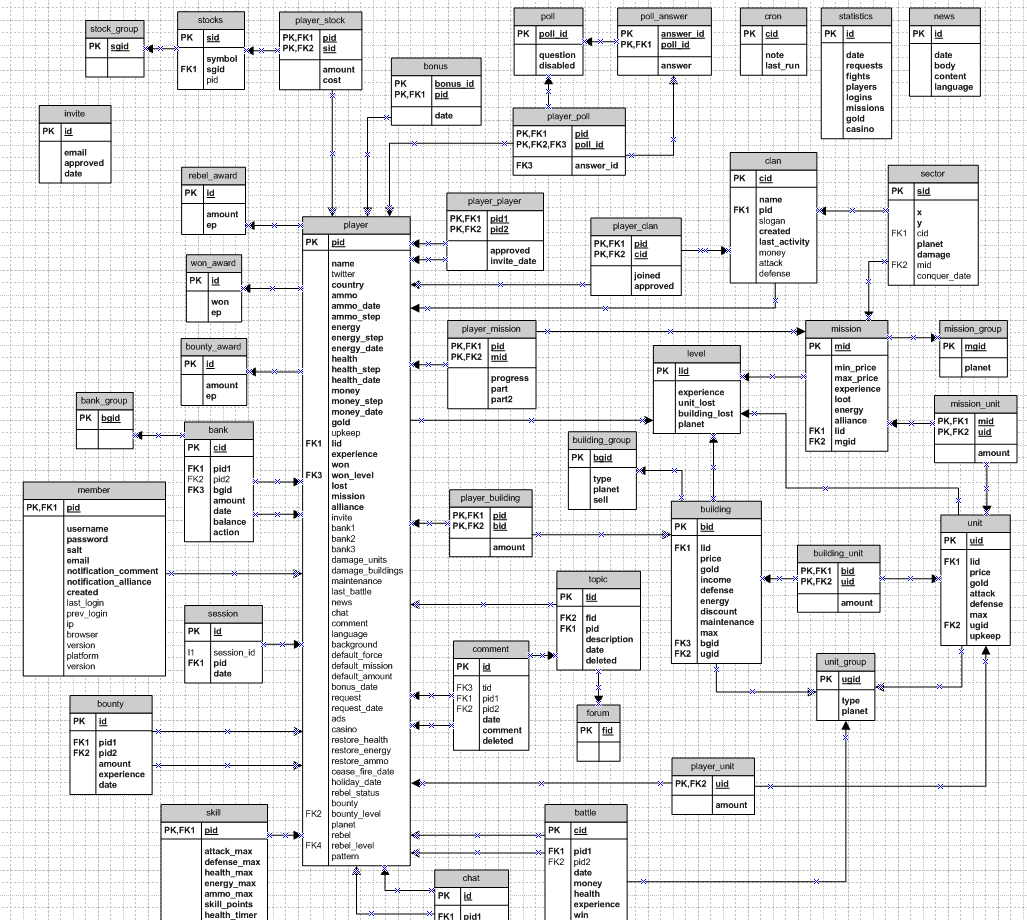 stock_group
PK sgid
stocks
PK sid
symbol
FK1 sgid
pid
player_stock
PK,FK1 pid
PK,FK2 sid
amount
cost
bonus
PK bonus_id
PK,FK1 pid
date
poll
PK poll_id
question
disabled
poll_answer
PK answer_id
PK,FK1 poll_id
answer
cron
PK cid
note
last_run
statistics
PK id
date
requests
fights
players
logins
missions
gold
casino
news
PK id
date
body
content
language
invite
PK id
email
approved
date
player_poll
PK,FK1 pid
PK,FK2,FK3 poll_id
FK3 answer_id
rebel_award
PK id
amount
ep
won_award
PK id
won
ep
bounty_award
PK id
amount
ep
player
PK pid
name
twitter
country
ammo
ammo_date
ammo_step
energy
energy_step
energy_date
health
health_step
health_date
money
money_step
money_date
gold
upkeep
FK1 lid
experience
won
FK3 won_level
lost
mission
alliance
invite
bank1
bank2
bank3
damage_units
damage_buildings
maintenance
last_battle
news
chat
comment
language
background
default_force
default_mission
default_amount
bonus_date
request
request_date
ads
casino
restore_health
restore_energy
restore_ammo
cease_fire_date
holiday_date
rebel_status
bounty
FK2 bounty_level
planet
rebel
FK4 rebel_level
pattern
player_player
PK,FK1 pid1
PK,FK2 pid2
approved
invite_date
player_clan
PK,FK1 pid
PK,FK2 cid
joined
approved
clan
PK cid
name
FK1 pid
slogan
created
last_activity
money
attack
defense
sector
PK sid
x
y
FK1 cid
planet
damage
FK2 mid
conquer_date
player_mission
PK,FK1 pid
PK,FK2 mid
progress
part
part2
level
PK lid
experience
unit_lost
building_lost
planet
mission
PK mid
min_price
max_price
experience
loot
energy
alliance
FK1 lid
FK2 mgid
mission_group
PK mgid
planet
mission_unit
PK,FK1 mid
PK,FK2 uid
amount
bank_group
PK bgid
bank
PK cid
FK1 pid1
FK2 pid2
FK3 bgid
amount
date
balance
action
building_group
PK bgid
type
planet
sell
member
PK,FK1 pid
username
password
salt
email
notification_comment
notification_alliance
created
last_login
prev_login
ip
browser
version
platform
version
player_building
PK,FK1 pid
PK,FK2 bid
amount
building
PK bid
FK1 lid
price
gold
income
defense
energy
discount
maintenance
max
FK3 bgid
FK2 ugid
building_unit
PK,FK1 bid
PK,FK2 uid
amount
unit
PK uid
FK1 lid
price
gold
attack
defense
max
FK2 ugid
upkeep
session
PK id
I1 session_id
FK1 pid
date
topic
PK tid
FK2 fid
FK1 pid
description
date
deleted
comment
PK id
FK3 tid
FK1 pid1
FK2 pid2
date
comment
deleted
unit_group
PK ugid
type
planet
bounty
PK id
FK1 pid1
FK2 pid2
amount
experience
date
forum
PK fid
player_unit
PK,FK2 uid
amount
skill
PK,FK1 pid
attack_max
defense_max
health_max
energy_max
ammo_max
skill_points
health_timer
battle
PK cid
FK1 pid1
FK2 pid2
date
money
health
experience
win
chat
PK id
FK1 pid1